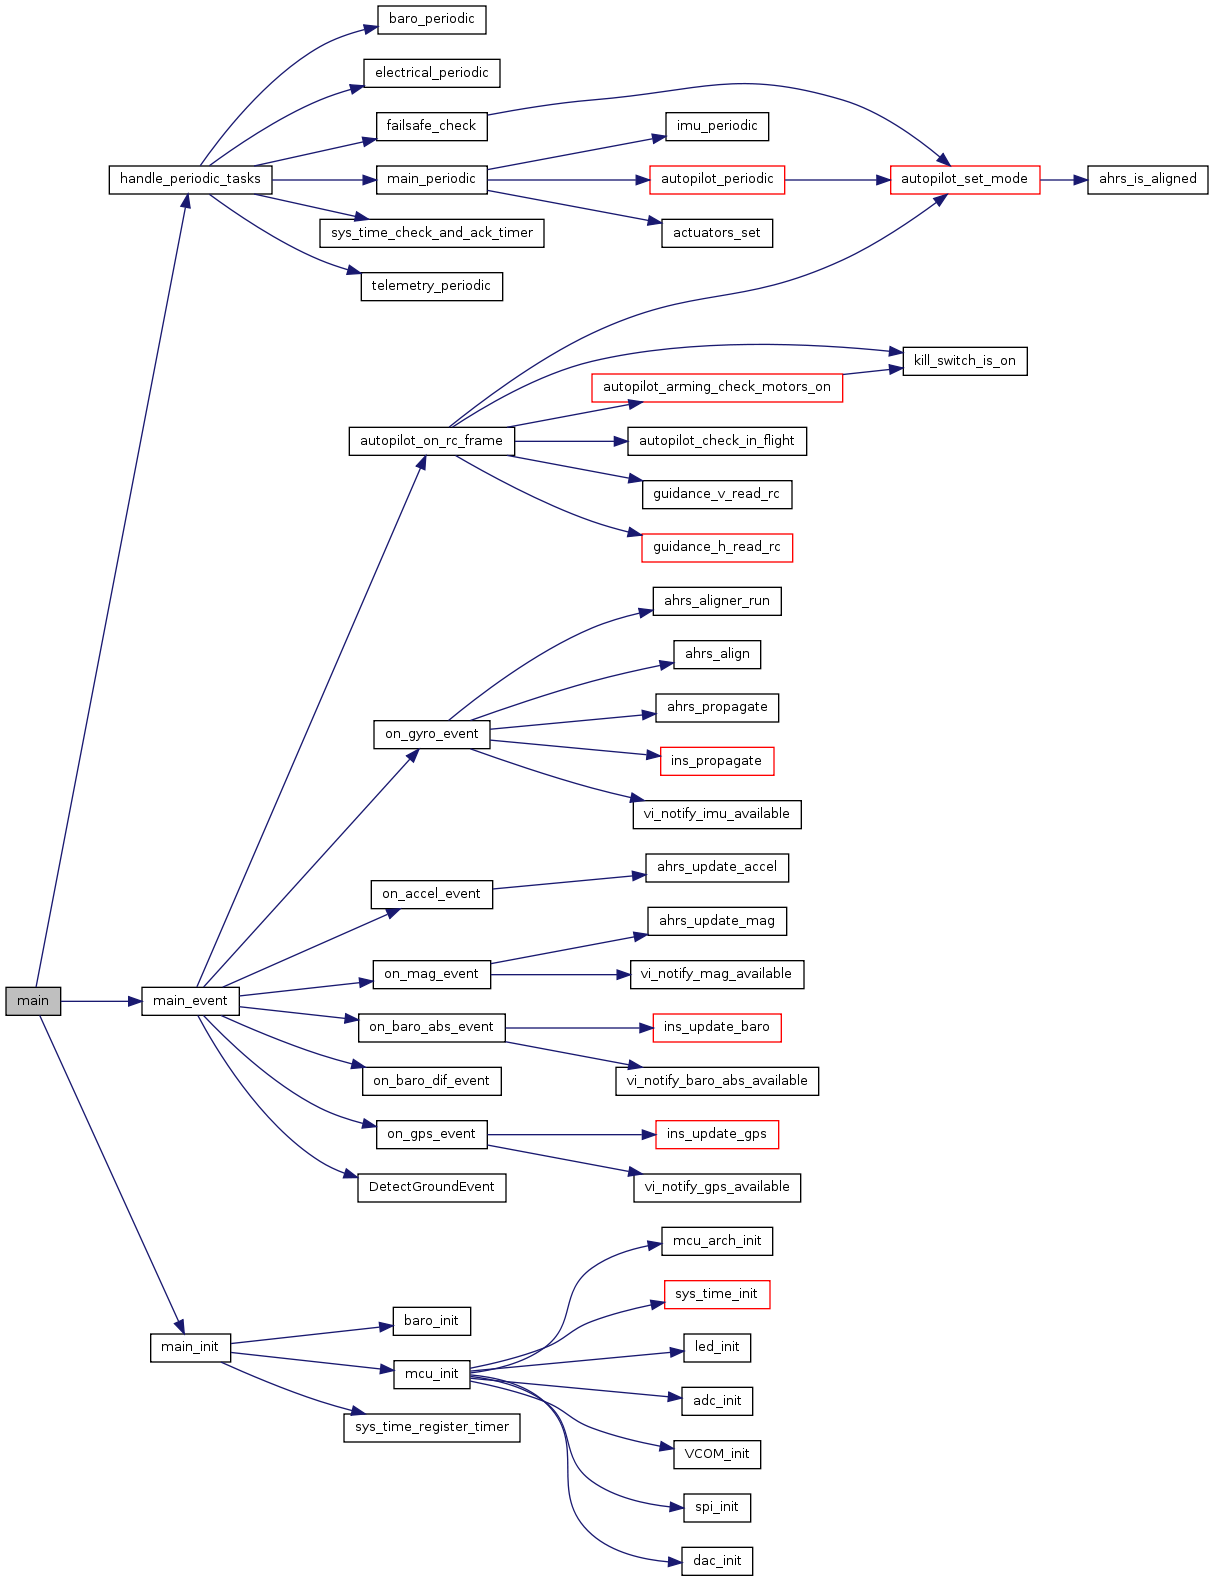 baro_periodic
electrical_periodic
failsafe_check
imu_periodic
handle_periodic_tasks
main_periodic
autopilot_periodic
autopilot_set_mode
ahrs_is_aligned
sys_time_check_and_ack_timer
actuators_set
telemetry_periodic
kill_switch_is_on
autopilot_arming_check_motors_on
autopilot_on_rc_frame
autopilot_check_in_flight
guidance_v_read_rc
guidance_h_read_rc
ahrs_aligner_run
ahrs_align
ahrs_propagate
on_gyro_event
ins_propagate
vi_notify_imu_available
ahrs_update_accel
on_accel_event
ahrs_update_mag
on_mag_event
vi_notify_mag_available
main
main_event
on_baro_abs_event
ins_update_baro
on_baro_dif_event
vi_notify_baro_abs_available
on_gps_event
ins_update_gps
DetectGroundEvent
vi_notify_gps_available
mcu_arch_init
sys_time_init
baro_init
main_init
led_init
mcu_init
adc_init
sys_time_register_timer
VCOM_init
spi_init
dac_init